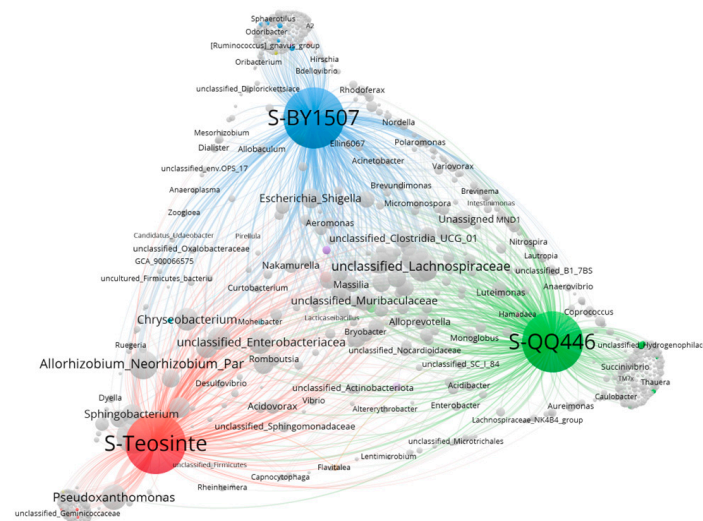 Sphaerotilus
A2
Odoribacter
[Ruminococcus]_gnavus_group
Hirschia
Oribacterium
Bdellovibrio
unclassified_Diplorickettsiace
Rhodoferax
S-BY1507
Nordella
Mesorhizobium
Ellin6067
Polaromonas
Dialister
Allobaculum
Acinetobacter
Variovorax
unclassified_env.OPS_17
Brevundimonas
Anaeroplasma
Brevinema
Escherichia_Shigella
Micromonospora
Intestinimonas
Zoogloea
Aeromonas
Unassigned
MND1
Candidatus_Udaeobacter
Pirellula
unclassified_Clostridia_UCG_01
Nitrospira
unclassified_Oxalobacteraceae
Lautropia
GCA_900066575
Nakamurella
unclassified_Lachnospiraceae
unclassified_B1_7BS
uncultured_Firmicutes_bacteriu
Curtobacterium
Massilia
Luteimonas
Anaerovibrio
unclassified_Muribaculaceae
Coprococcus
Chryseobacterium
Moheibacter
Lacticaseibacillus
Alloprevotella
Hamadaea
Ruegeria
unclassified_Enterobacteriacea
Bryobacter
Monoglobus
S-QQ446
unclassified_Hydrogenophilac
Allorhizobium_Neorhizobium_Par
Romboutsia
unclassified_Nocardioidaceae
unclassified_SC_I_84
Succinivibrio
Desulfovibrio
unclassified_Actinobacteriota
Acidibacter
TM7x
Thauera
Dyella
Vibrio
Caulobacter
Sphingobacterium
Acidovorax
Altererythrobacter
Enterobacter
Aureimonas
unclassified_Sphingomonadaceae
Lachnospiraceae_NK4B4_group
S-Teosinte
unclassified_Microtrichales
Lentimicrobium
unclassified_Firmicutes
Flavitalea
Capnocytophaga
Pseudoxanthomonas
Rheinheimera
unclassified_Geminicoccaceae